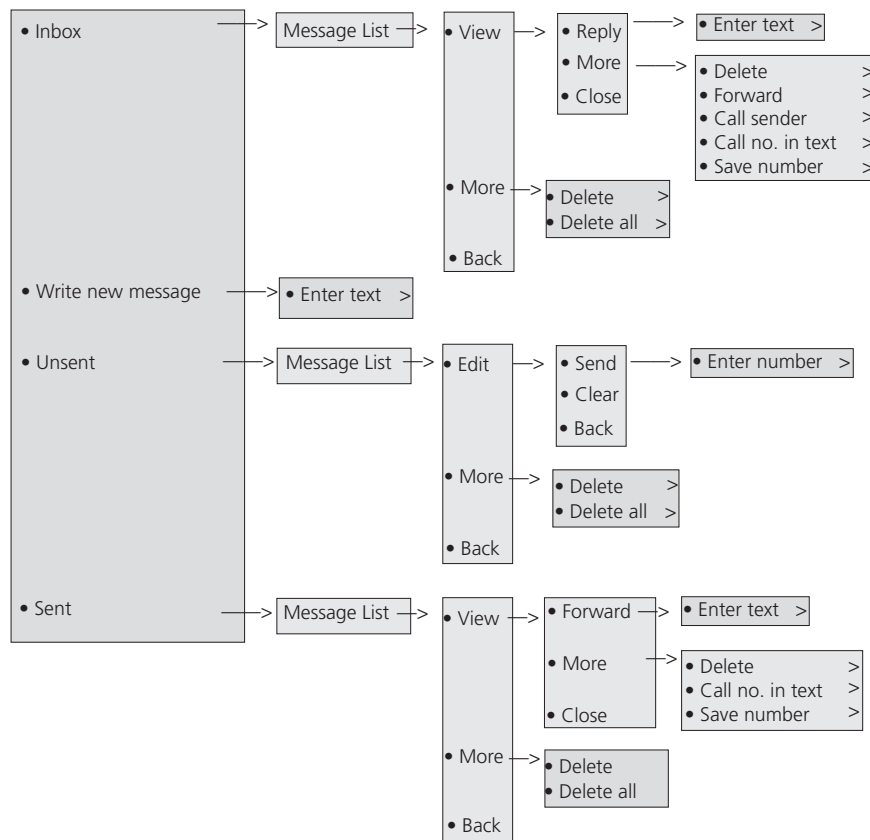 • Inbox —> Message List —> • View —> • Reply —> • Enter text >
• More —> • Delete >
• Forward >
• Close
• Call sender >
• Call no. in text >
• Save number >
• More —> • Delete >
• Delete all >
• Back
• Write new message —> • Enter text >
• Unsent —> Message List —> • Edit —> • Send —> • Enter number >
• Clear
• Back
• More —> • Delete >
• Delete all >
• Back
• Sent —> Message List —> • View —> • Forward —> • Enter text >
• More —> • Delete >
• Call no. in text >
• Save number >
• Close
• More —> • Delete
• Delete all
• Back